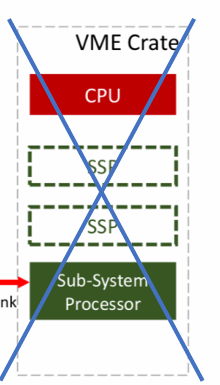 VME Crate
CPU
SSP
SSP
Sub-System
Processor
nk